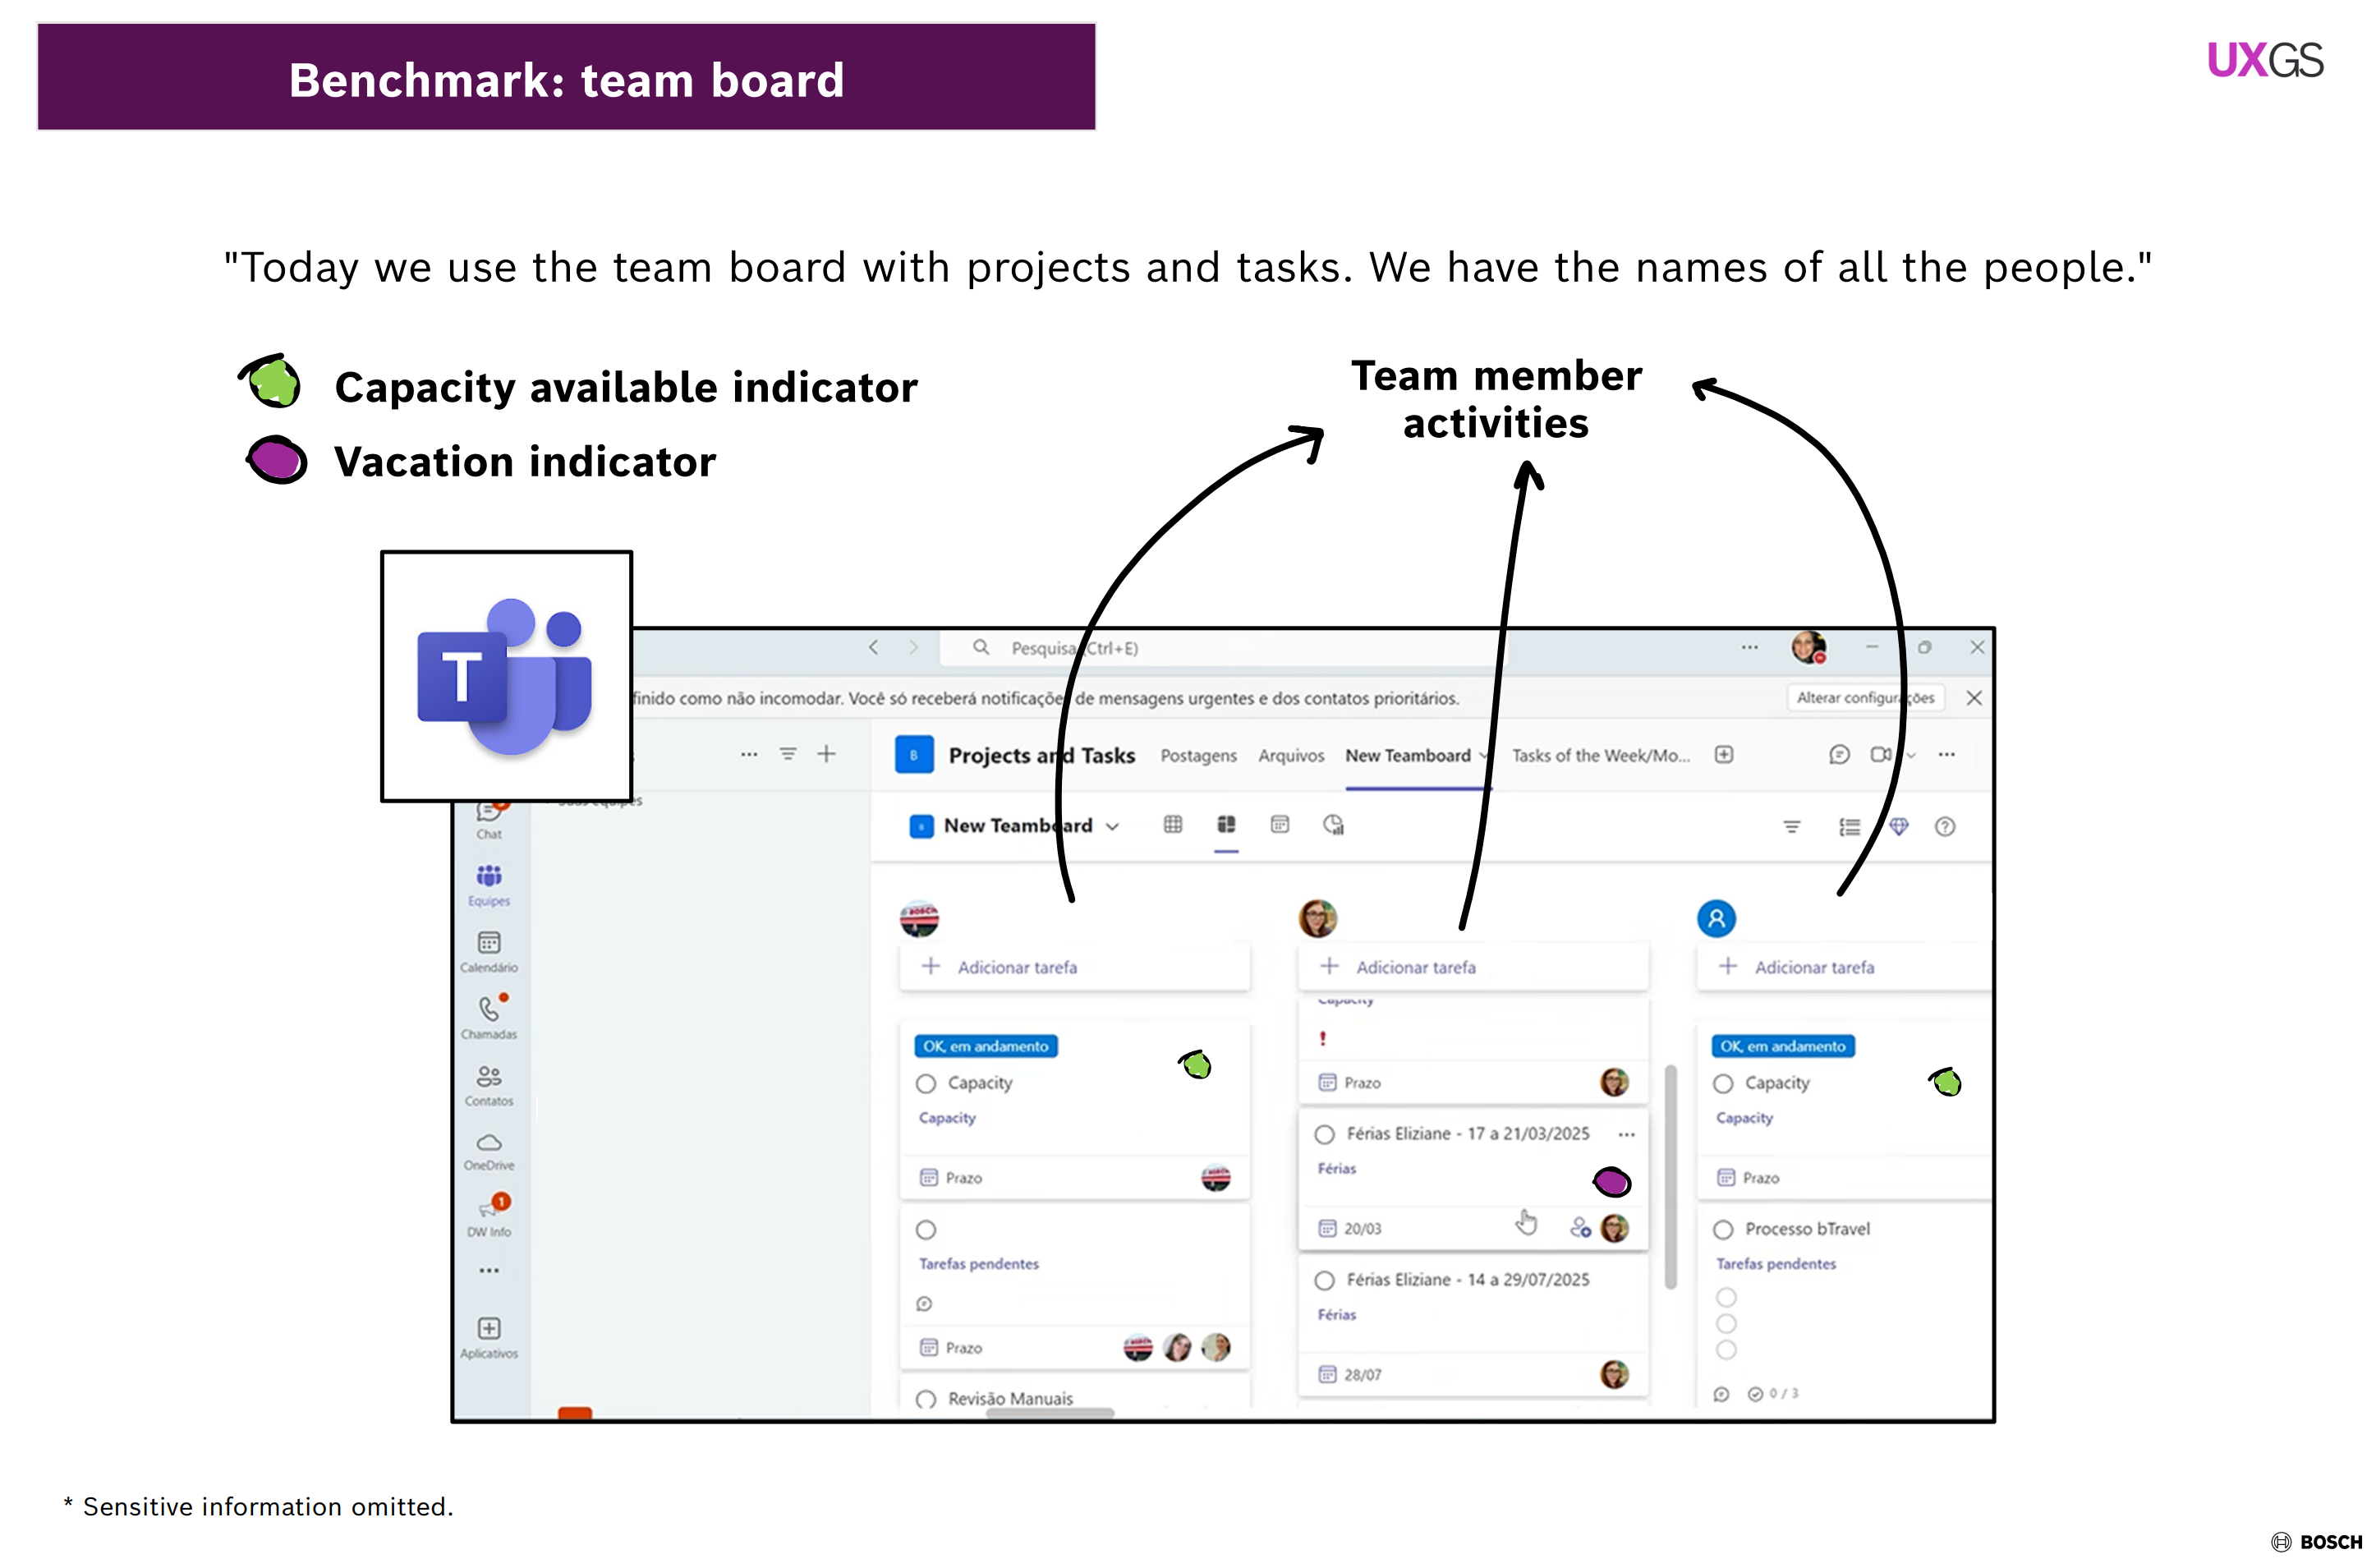 Benchmark: team board
UXGS
"Today we use the team board with projects and tasks. We have the names of all the people."
Capacity available indicator
Vacation indicator
Team member
activities
T
Pesquisa (Ctrl+E)
finido como não incomodar. Você só receberá notificações de mensagens urgentes e dos contatos prioritários.
Alterar configurações
B
Projects and Tasks
Postagens
Arquivos
New Teamboard
Tasks of the Week/Mo...
New Teamboard
Chat
Equipes
Calendário
Chamadas
Contatos
OneDrive
1
DW Info
Aplicativos
BOSCH
Adicionar tarefa
OK, em andamento
Capacity
Capacity
Prazo
Tarefas pendentes
Prazo
Revisão Manuais
Adicionar tarefa
Capacity
!
Prazo
Férias Eliziane - 17 a 21/03/2025
Férias
20/03
Férias Eliziane - 14 a 29/07/2025
Férias
28/07
Adicionar tarefa
OK, em andamento
Capacity
Capacity
Prazo
Processo bTravel
Tarefas pendentes
0 / 3
* Sensitive information omitted.
BOSCH